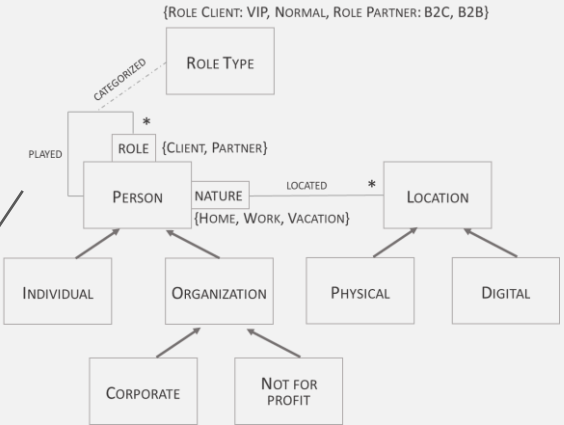 {ROLE CLIENT: VIP, NORMAL, ROLE PARTNER: B2C, B2B}
ROLE TYPE
CATEGORIZED
*
PLAYED
ROLE {CLIENT, PARTNER}
PERSON
NATURE
LOCATED
*
LOCATION
{HOME, WORK, VACATION}
INDIVIDUAL
ORGANIZATION
PHYSICAL
DIGITAL
CORPORATE
NOT FOR
PROFIT